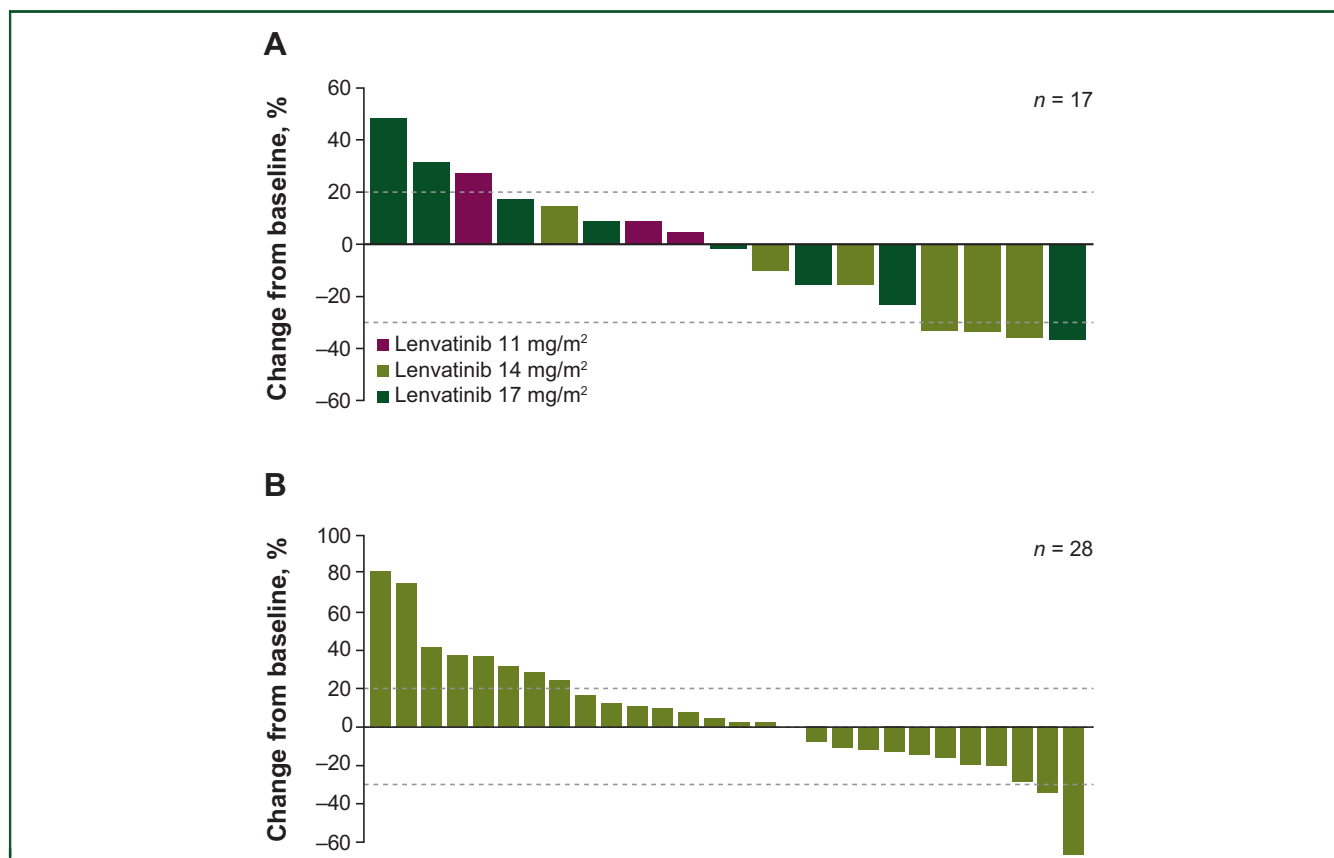 A
Change from baseline, %
60
40
20
0
–20
–40
–60
n = 17
Lenvatinib 11 mg/m²
Lenvatinib 14 mg/m²
Lenvatinib 17 mg/m²
B
Change from baseline, %
100
80
60
40
20
0
–20
–40
–60
n = 28